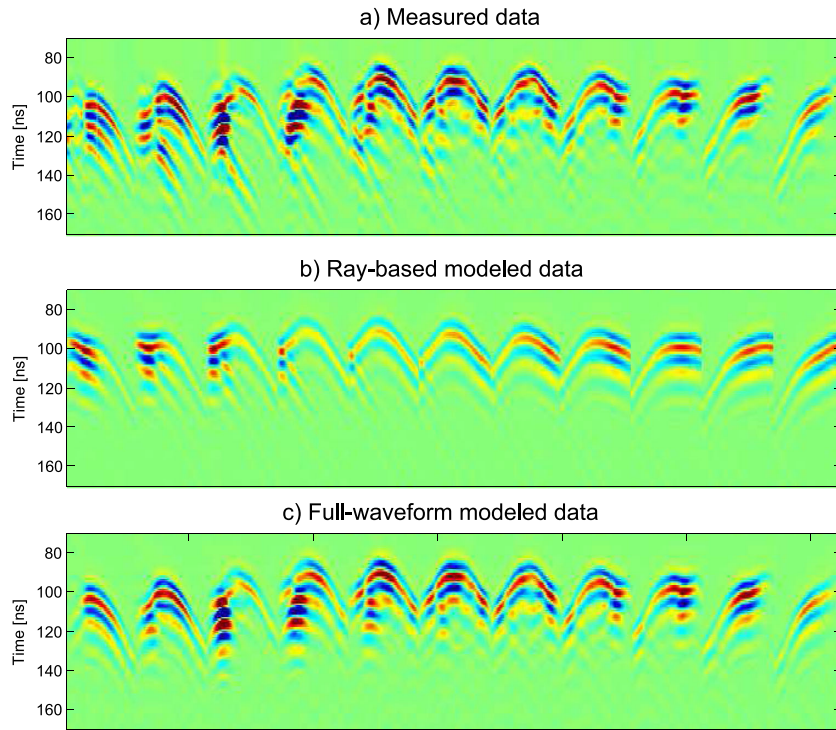 a) Measured data
80
100
120
140
160
Time [ns]
b) Ray-based modeled data
80
100
120
140
160
Time [ns]
c) Full-waveform modeled data
80
100
120
140
160
Time [ns]